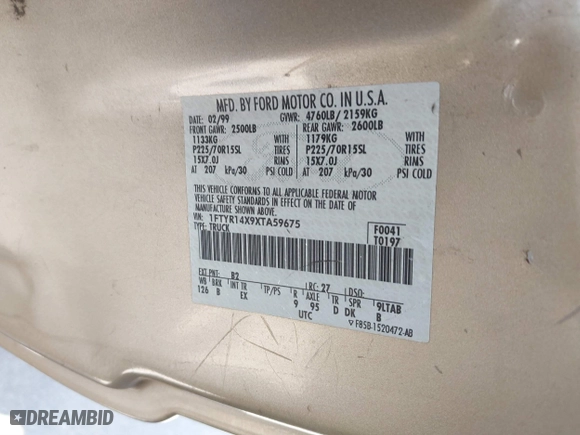 MFD. BY FORD MOTOR CO. IN U.S.A.
DATE: 02/99 GVWR: 4760LB/ 2159KG
FRONT GAWR: 2500LB REAR GAWR: 2600LB
1133KG WITH 1179KG WITH
P225/70R15SL TIRES P225/70R15SL TIRES
15X7.0J RIMS 15X7.0J RIMS
AT 207 kPa/30 PSI COLD AT 207 kPa/30 PSI COLD
THIS VEHICLE CONFORMS TO ALL APPLICABLE FEDERAL MOTOR
VEHICLE SAFETY AND THEFT PREVENTION STANDARDS IN EFFECT ON
THE DATE OF MANUFACTURE SHOWN ABOVE.
VIN: 1FTYR14X9XTA59675 F0041
TYPE: TRUCK T0197
EXT PNT: B2 RC: 27 DSO:
WB BRK INT TR TP/PS R AXLE TR SPR 9LTAB
126 B EX 9 95 D DK B
UTC ▽ F85B-1520472-AB
DREAMBID